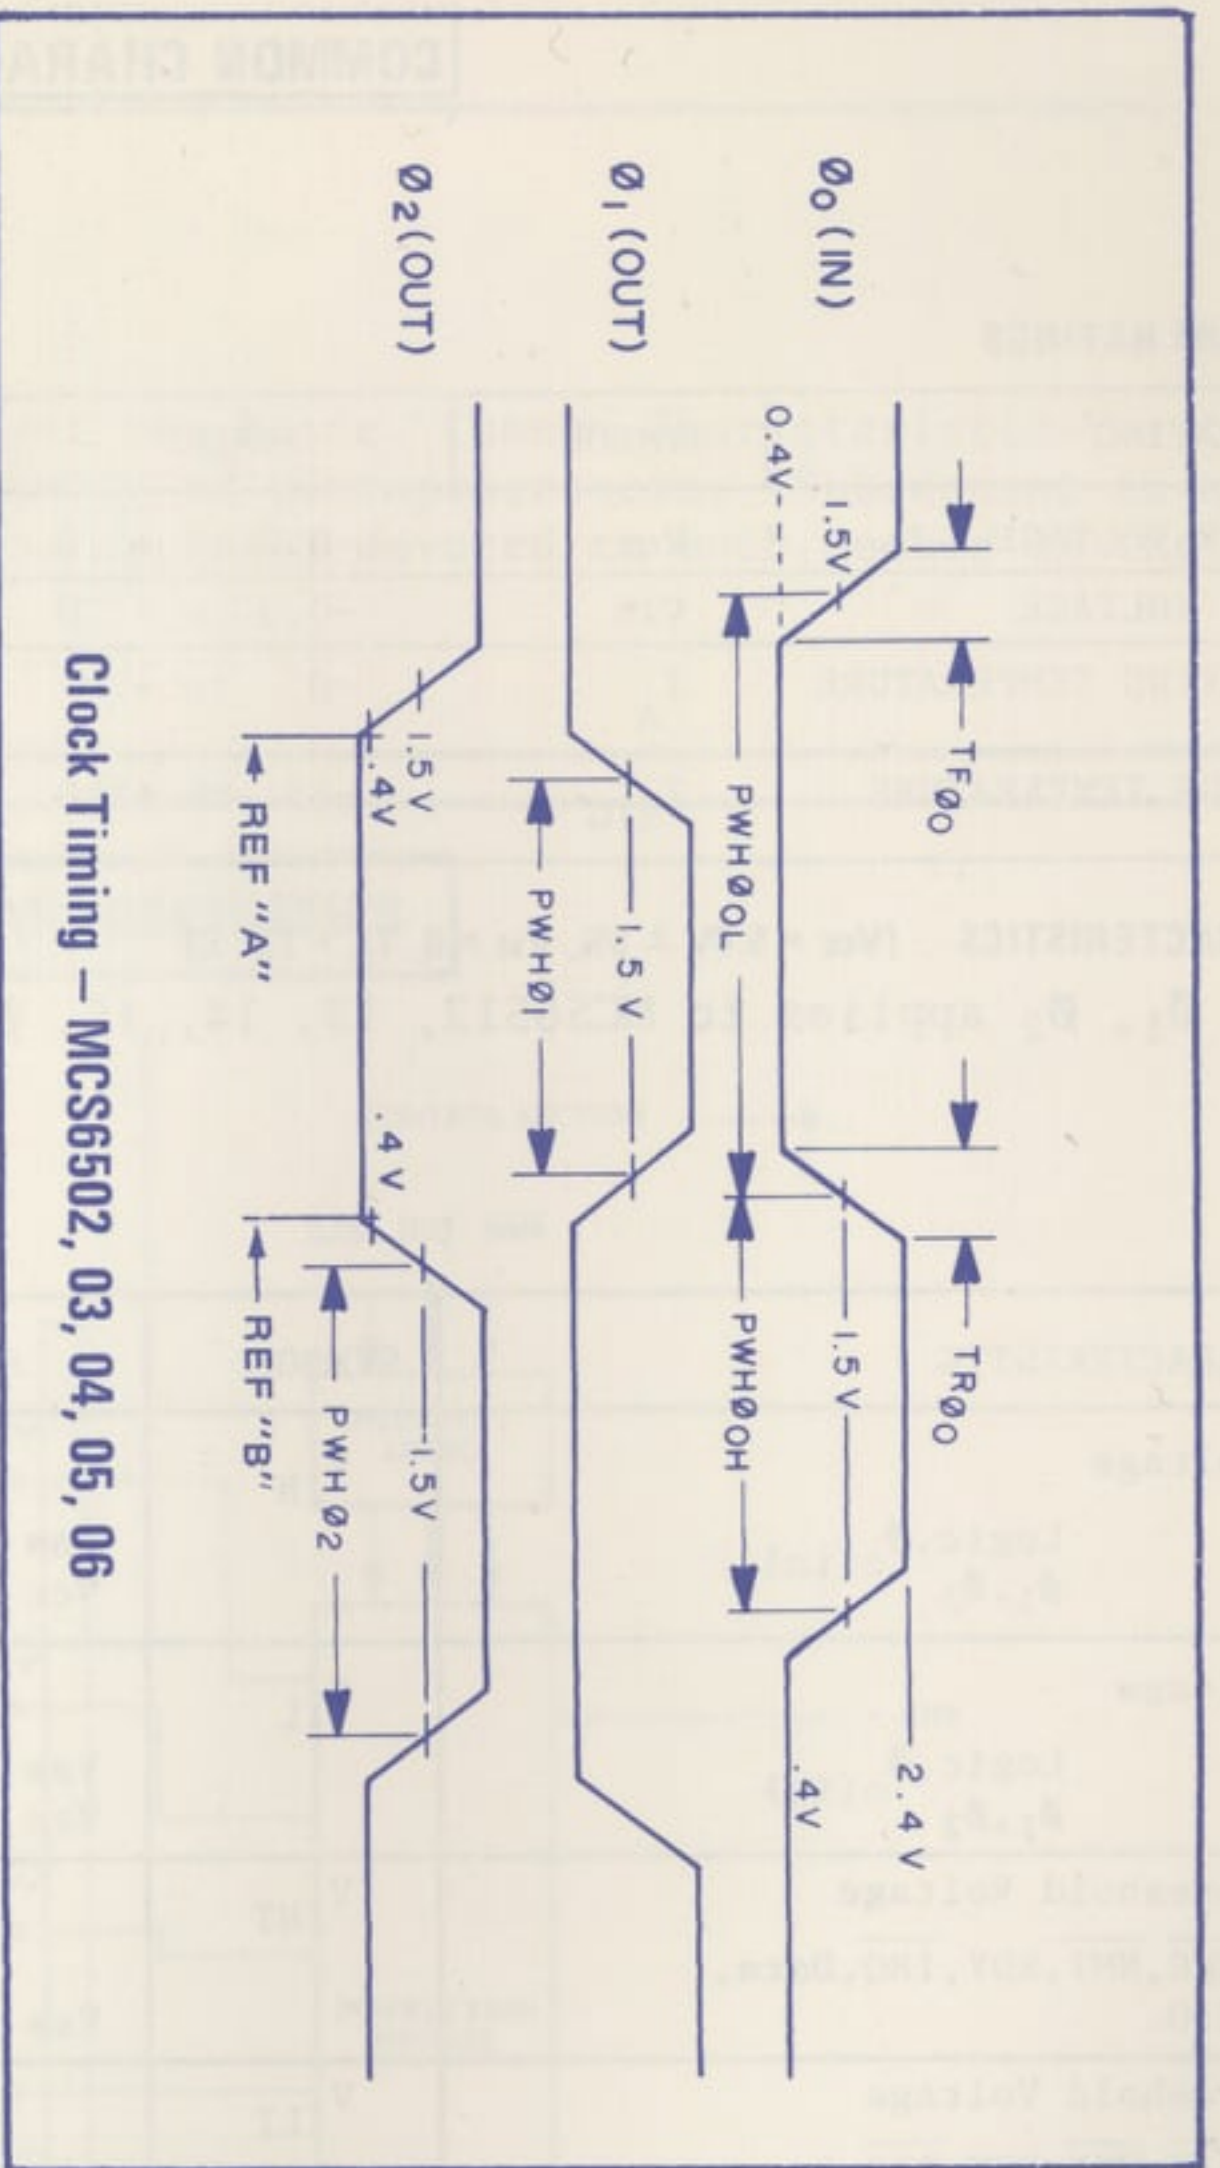 TFØ0
TRØ0
2.4 V
Ø0 (IN)
1.5V
1.5V
0.4V
.4V
PWHØ0L
PWHØ0H
Ø1 (OUT)
1.5 V
PWHØ1
Ø2 (OUT)
1.5 V
1.5V
.4V
.4 V
PWHØ2
REF "A"
REF "B"
Clock Timing – MCS6502, 03, 04, 05, 06